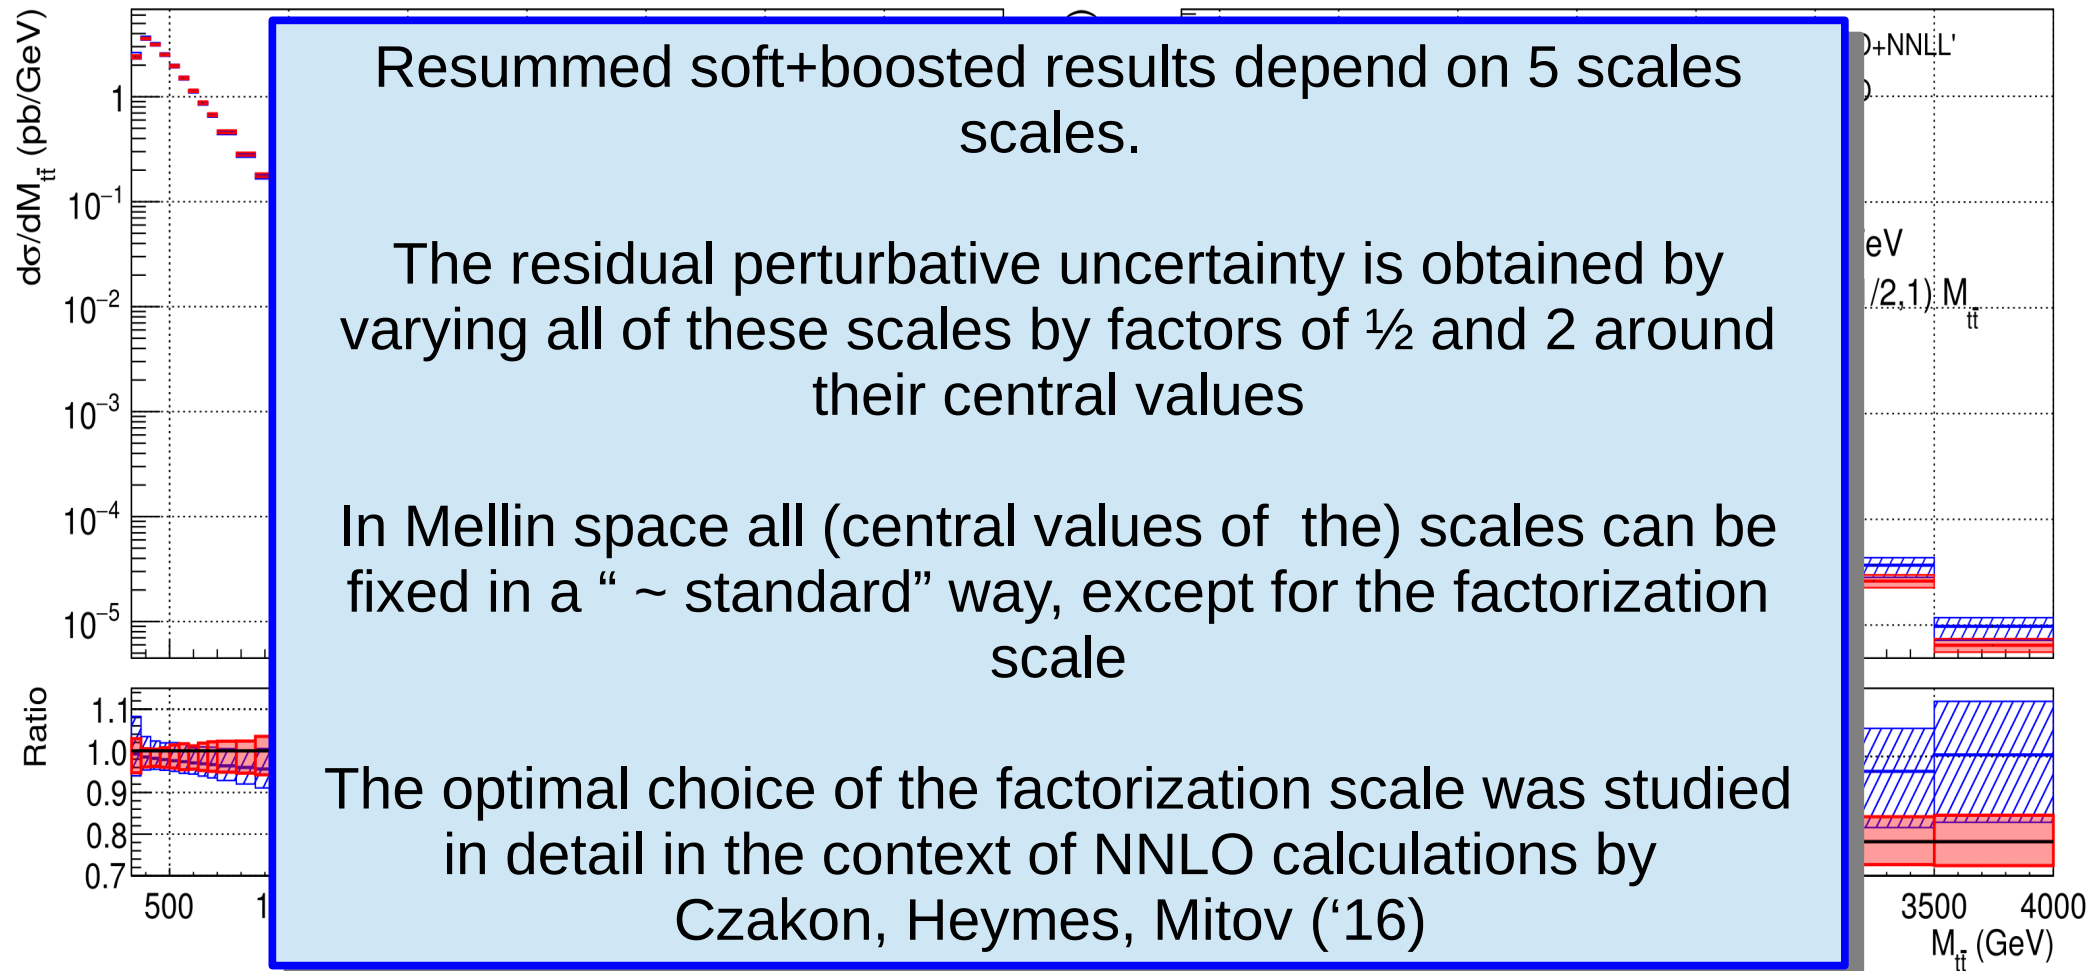 Resummed soft+boosted results depend on 5 scales
scales.
The residual perturbative uncertainty is obtained by
varying all of these scales by factors of ½ and 2 around
their central values
In Mellin space all (central values of  the) scales can be
fixed in a “ ~ standard” way, except for the factorization
scale
The optimal choice of the factorization scale was studied
in detail in the context of NNLO calculations by
Czakon, Heymes, Mitov (‘16)
dσ/dM_tt̄ (pb/GeV)
1
10⁻¹
10⁻²
10⁻³
10⁻⁴
10⁻⁵
Ratio
1.1
1.0
0.9
0.8
0.7
500
+NNLL'
eV
/2,1) M_tt̄
3500
4000
M_tt̄ (GeV)